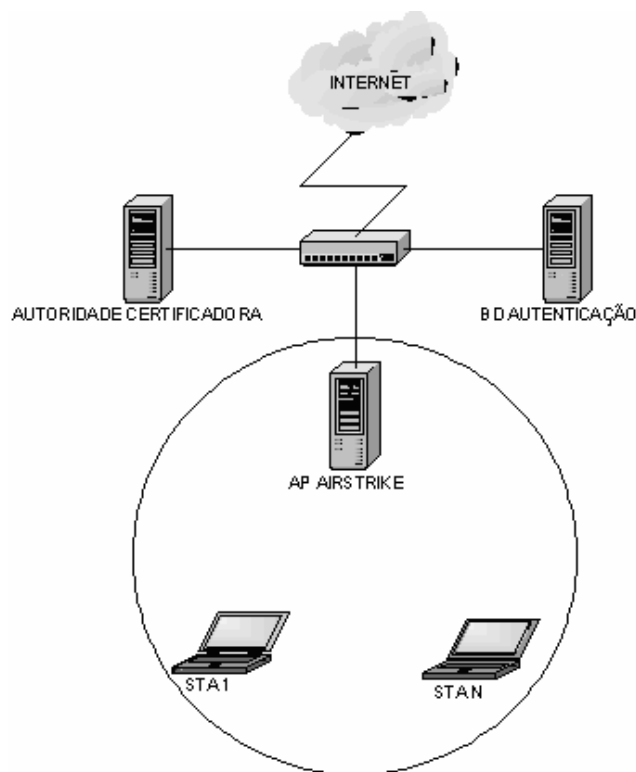 INTERNET
AUTORIDADE CERTIFICADORA
BD AUTENTICAÇÃO
AP AIRSTRIKE
STA1
STAN